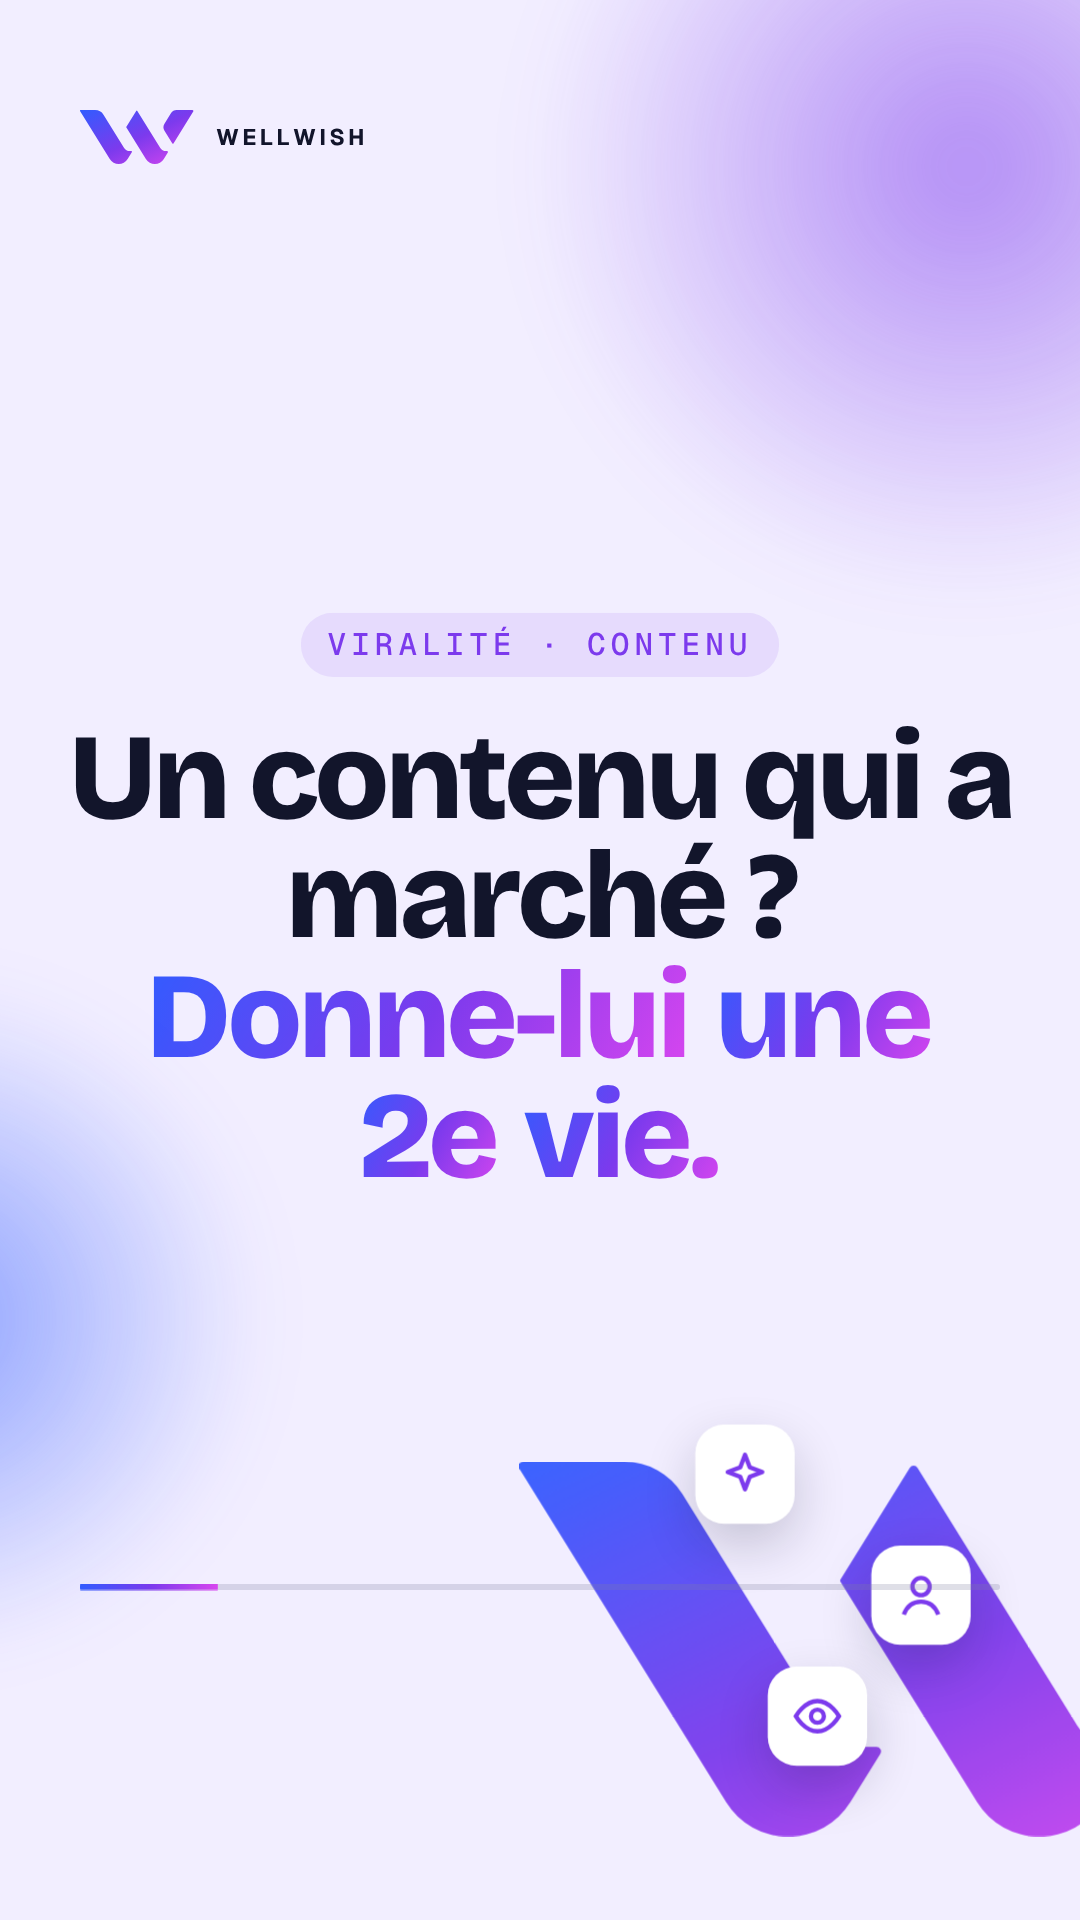 WELLWISH
VIRALITÉ · CONTENU
Un contenu qui a
marché ?
Donne-lui une
2e vie.